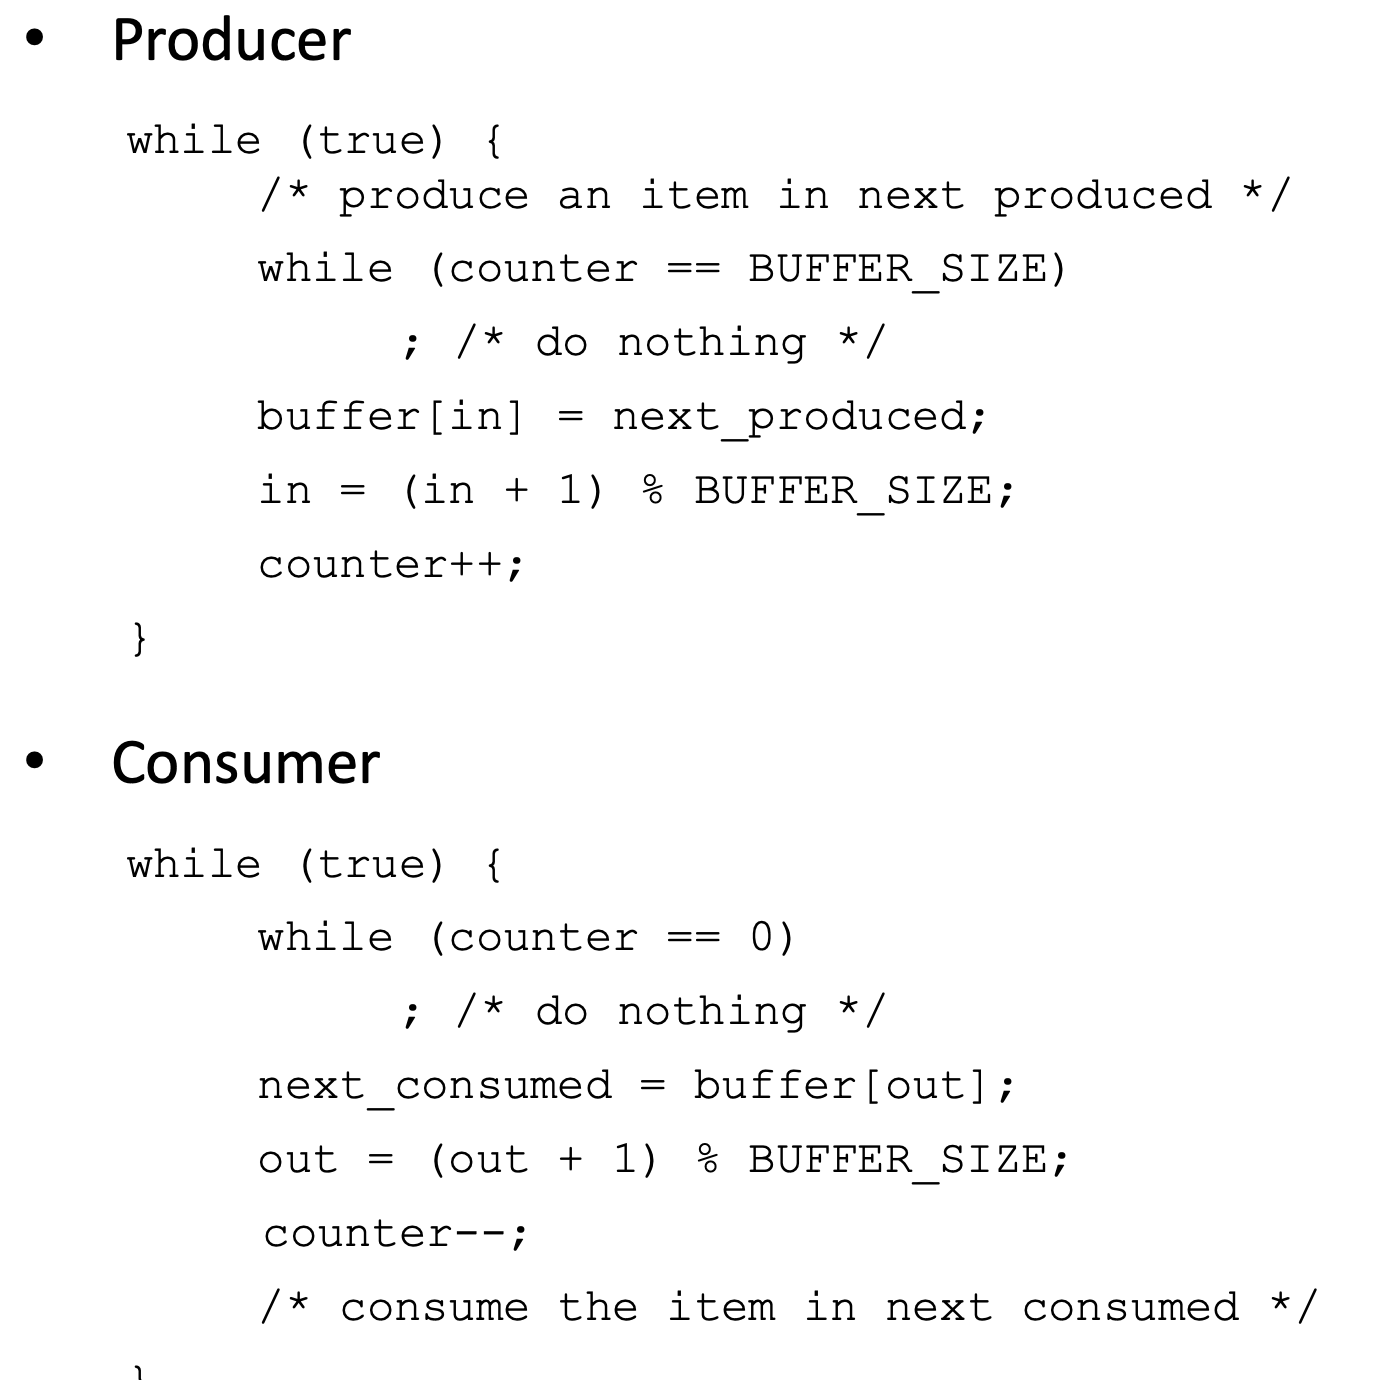 • Producer
while (true) {
/* produce an item in next produced */
while (counter == BUFFER_SIZE)
; /* do nothing */
buffer[in] = next_produced;
in = (in + 1) % BUFFER_SIZE;
counter++;
}
• Consumer
while (true) {
while (counter == 0)
; /* do nothing */
next_consumed = buffer[out];
out = (out + 1) % BUFFER_SIZE;
counter--;
/* consume the item in next consumed */
}